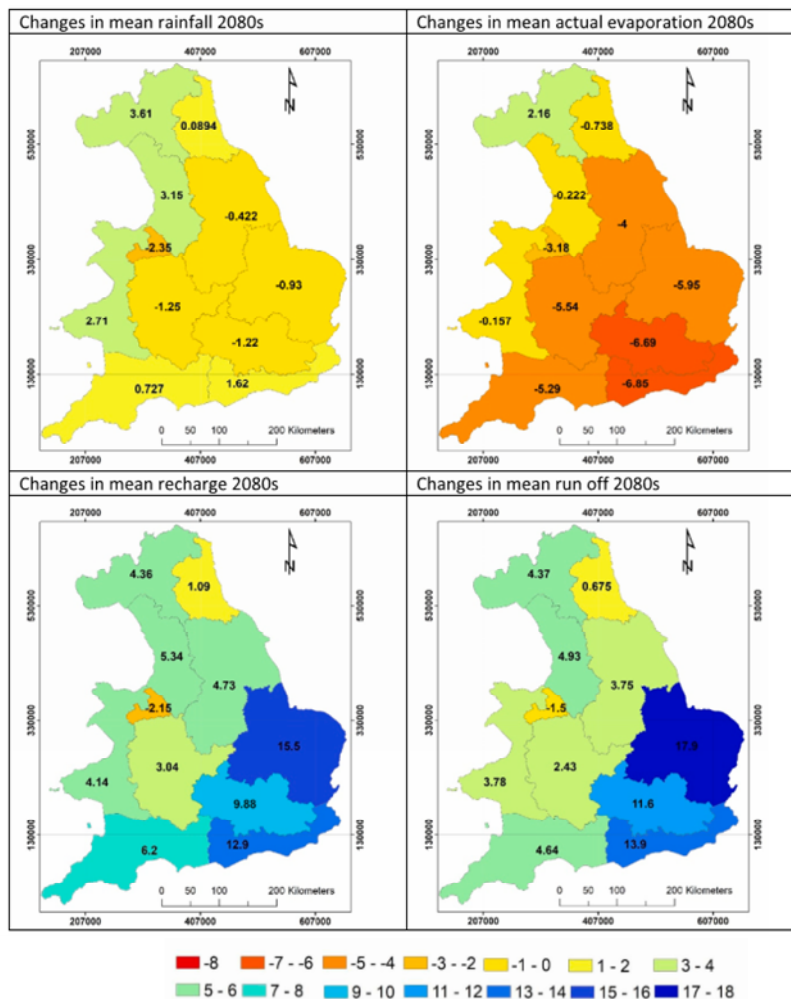 Changes in mean rainfall 2080s
207000 407000 607000
N
3.61
0.0894
530000 530000
3.15
-0.422
-2.35
330000 330000
-0.93
-1.25
2.71
-1.22
130000 130000
0.727
1.62
0 50 100 200 Kilometers
207000 407000 607000
Changes in mean actual evaporation 2080s
207000 407000 607000
N
2.16
-0.738
530000 530000
-0.222
-4
-3.18
330000 330000
-5.95
-5.54
-0.157
-6.69
130000 130000
-5.29
-6.85
0 50 100 200 Kilometers
207000 407000 607000
Changes in mean recharge 2080s
207000 407000 607000
N
4.36
1.09
530000 530000
5.34
4.73
-2.15
330000 330000
15.5
3.04
4.14
9.88
130000 130000
6.2
12.9
0 50 100 200 Kilometers
207000 407000 607000
Changes in mean run off 2080s
207000 407000 607000
N
4.37
0.675
530000 530000
4.93
3.75
-1.5
330000 330000
17.9
2.43
3.78
11.6
130000 130000
4.64
13.9
0 50 100 200 Kilometers
207000 407000 607000
-8 -7 - -6 -5 - -4 -3 - -2 -1 - 0 1 - 2 3 - 4
5 - 6 7 - 8 9 - 10 11 - 12 13 - 14 15 - 16 17 - 18